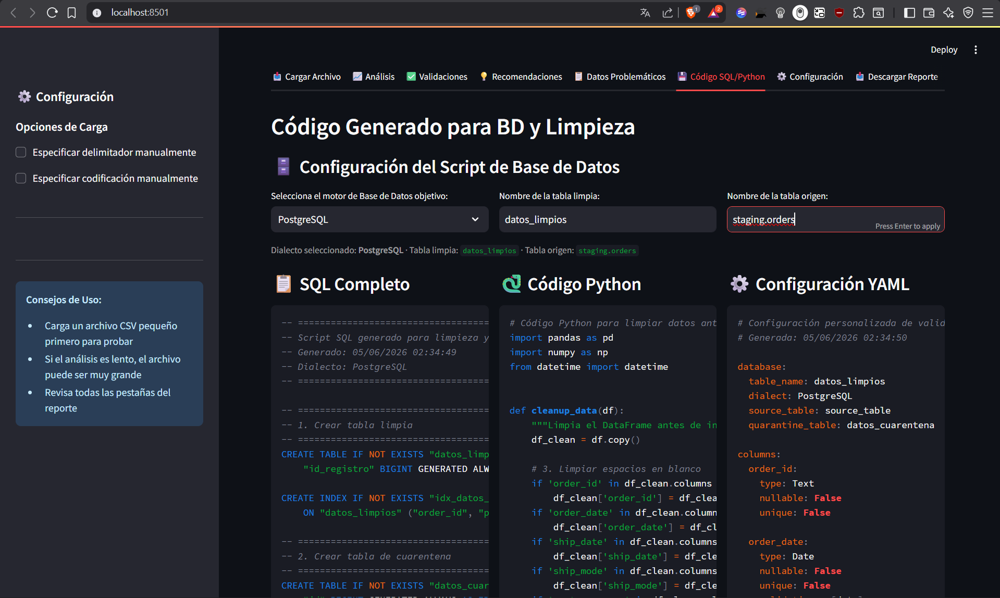 localhost:8501
1
2
Deploy
Cargar Archivo
Análisis
Validaciones
Recomendaciones
Datos Problemáticos
Código SQL/Python
Configuración
Descargar Reporte
Configuración
Opciones de Carga
Especificar delimitador manualmente
Especificar codificación manualmente
Consejos de Uso:
Carga un archivo CSV pequeño
primero para probar
Si el análisis es lento, el archivo
puede ser muy grande
Revisa todas las pestañas del
reporte
Código Generado para BD y Limpieza
Configuración del Script de Base de Datos
Selecciona el motor de Base de Datos objetivo:
PostgreSQL
Nombre de la tabla limpia:
datos_limpios
Nombre de la tabla origen:
staging.orders
Press Enter to apply
Dialecto seleccionado: PostgreSQL · Tabla limpia: datos_limpios · Tabla origen: staging.orders
SQL Completo
-- ===================================
-- Script SQL generado para limpieza y
-- Generado: 05/06/2026 02:34:49
-- Dialecto: PostgreSQL
-- ===================================
-- ===================================
-- 1. Crear tabla limpia
-- ===================================
CREATE TABLE IF NOT EXISTS "datos_limp
"id_registro" BIGINT GENERATED ALW
CREATE INDEX IF NOT EXISTS "idx_datos_
ON "datos_limpios" ("order_id", "p
-- ===================================
-- 2. Crear tabla de cuarentena
-- ===================================
CREATE TABLE IF NOT EXISTS "datos_cuar
Código Python
# Código Python para limpiar datos ant
import pandas as pd
import numpy as np
from datetime import datetime
def cleanup_data(df):
"""Limpia el DataFrame antes de in
df_clean = df.copy()
# 3. Limpiar espacios en blanco
if 'order_id' in df_clean.columns
df_clean['order_id'] = df_clea
if 'order_date' in df_clean.column
df_clean['order_date'] = df_cl
if 'ship_date' in df_clean.columns
df_clean['ship_date'] = df_cle
if 'ship_mode' in df_clean.columns
df_clean['ship_mode'] = df_cle
Configuración YAML
# Configuración personalizada de valid
# Generada: 05/06/2026 02:34:50
database:
table_name: datos_limpios
dialect: PostgreSQL
source_table: source_table
quarantine_table: datos_cuarentena
columns:
order_id:
type: Text
nullable: False
unique: False
order_date:
type: Date
nullable: False
unique: False